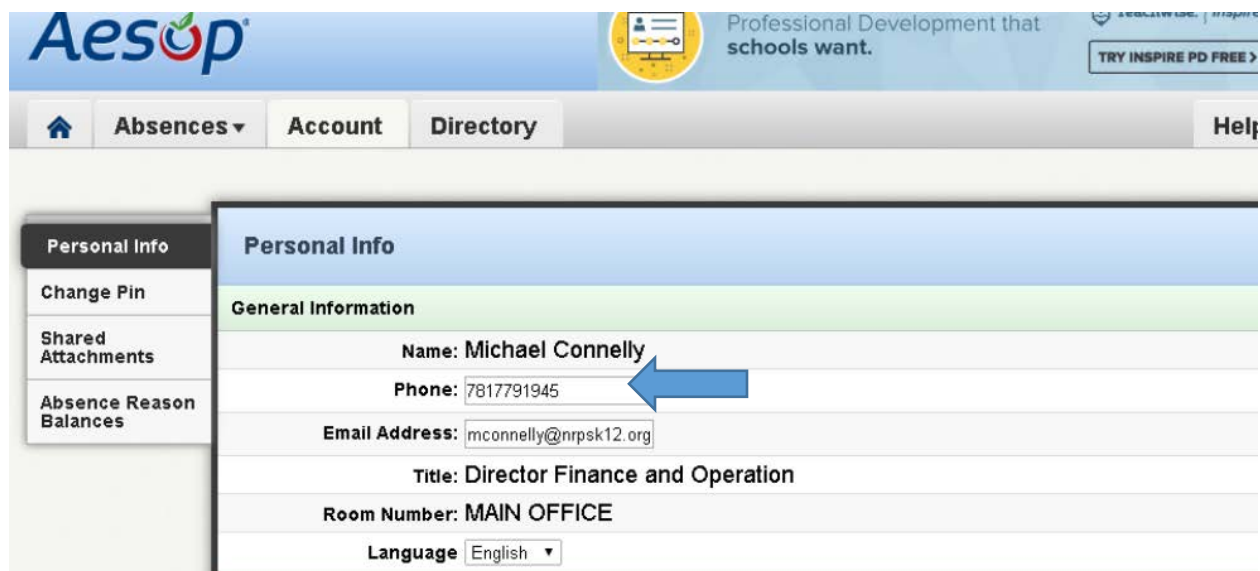 Aesop
Professional Development that
schools want.
TRY INSPIRE PD FREE >
Absences ▾ Account Directory Help
Personal Info
Change Pin
Shared
Attachments
Absence Reason
Balances
Personal Info
General Information
Name: Michael Connelly
Phone: 7817791945
Email Address: mconnelly@nrpsk12.org
Title: Director Finance and Operation
Room Number: MAIN OFFICE
Language English ▼